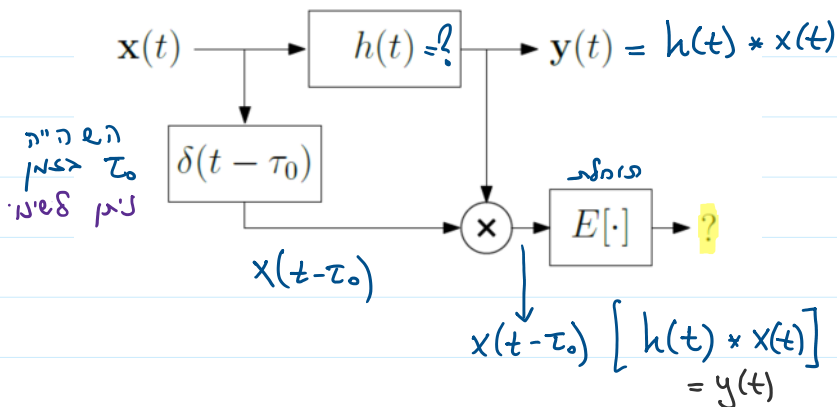 x(t)
h(t) =?
y(t) = h(t) * x(t)
השהייה
בזמן τ₀
ניתן לשינוי
δ(t − τ₀)
תוחלת
×
E[·]
?
x(t-τ₀)
x(t-τ₀) [h(t) * x(t)]
= y(t)